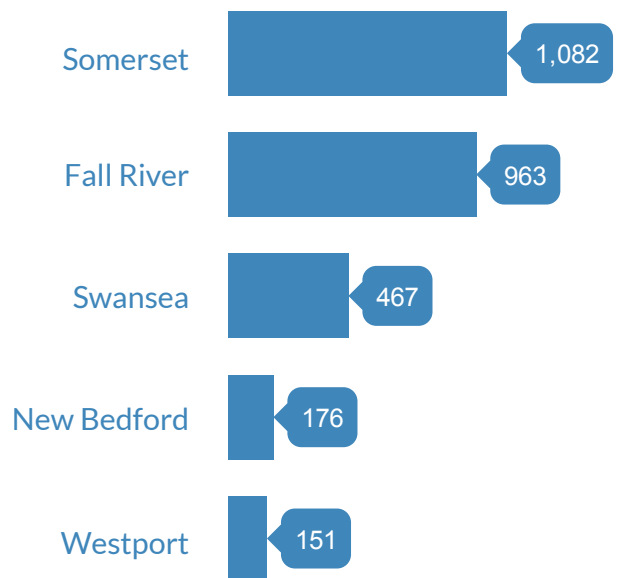 Somerset 1,082
Fall River 963
Swansea 467
New Bedford 176
Westport 151